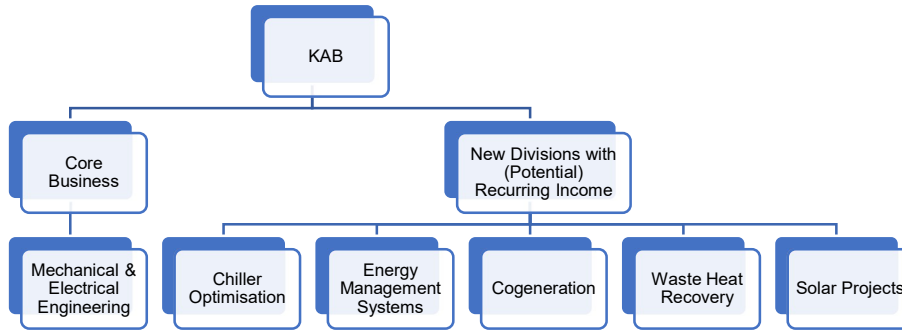 KAB
Core
Business
New Divisions with
(Potential)
Recurring Income
Mechanical &
Electrical
Engineering
Chiller
Optimisation
Energy
Management
Systems
Cogeneration
Waste Heat
Recovery
Solar Projects